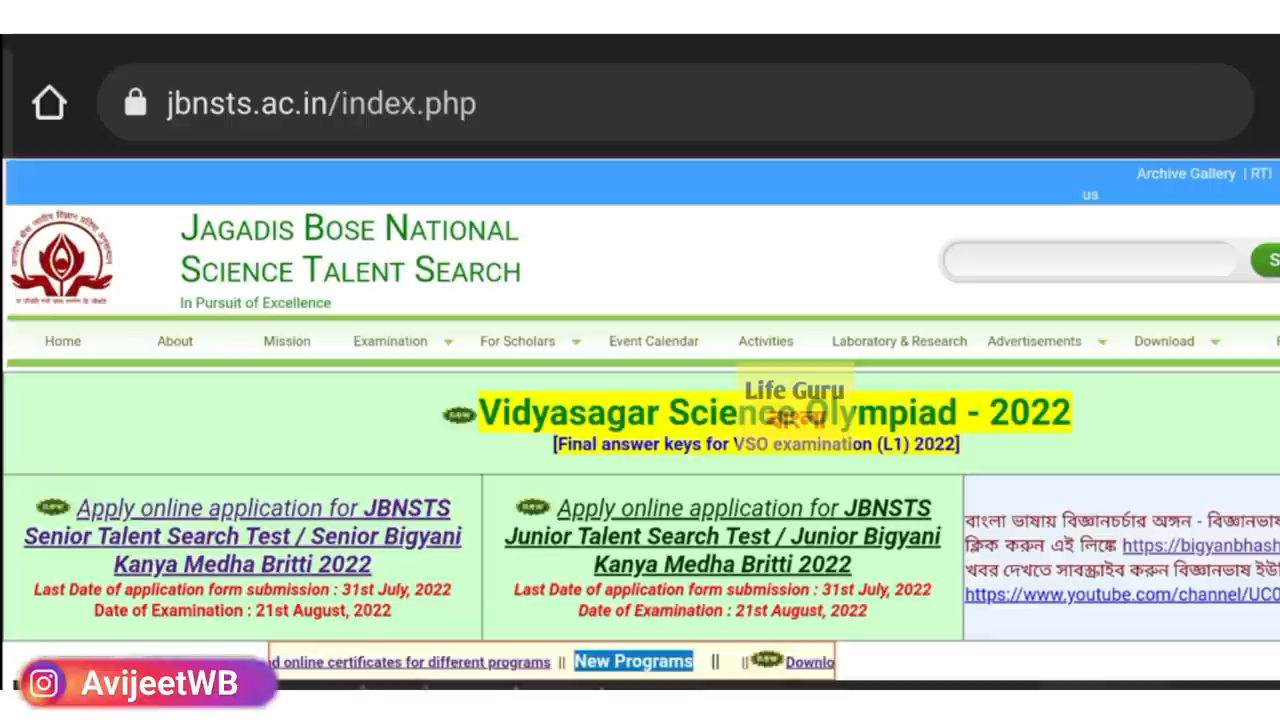 jbnsts.ac.in/index.php
Archive Gallery | RTI
us
JAGADIS BOSE NATIONAL
SCIENCE TALENT SEARCH
In Pursuit of Excellence
S
Home About Mission Examination For Scholars Event Calendar Activities Laboratory & Research Advertisements Download
Life Guru
বাংলা
new Vidyasagar Science Olympiad - 2022
[Final answer keys for VSO examination (L1) 2022]
new Apply online application for JBNSTS
Senior Talent Search Test / Senior Bigyani
Kanya Medha Britti 2022
Last Date of application form submission : 31st July, 2022
Date of Examination : 21st August, 2022
new Apply online application for JBNSTS
Junior Talent Search Test / Junior Bigyani
Kanya Medha Britti 2022
Last Date of application form submission : 31st July, 2022
Date of Examination : 21st August, 2022
বাংলা ভাষায় বিজ্ঞানচর্চার অঙ্গন - বিজ্ঞানভাষ
ক্লিক করুন এই লিঙ্কে https://bigyanbhash
খবর দেখতে সাবস্ক্রাইব করুন বিজ্ঞানভাষ ইউটি
https://www.youtube.com/channel/UC0
d online certificates for different programs || New Programs || || new Downlo
AvijeetWB